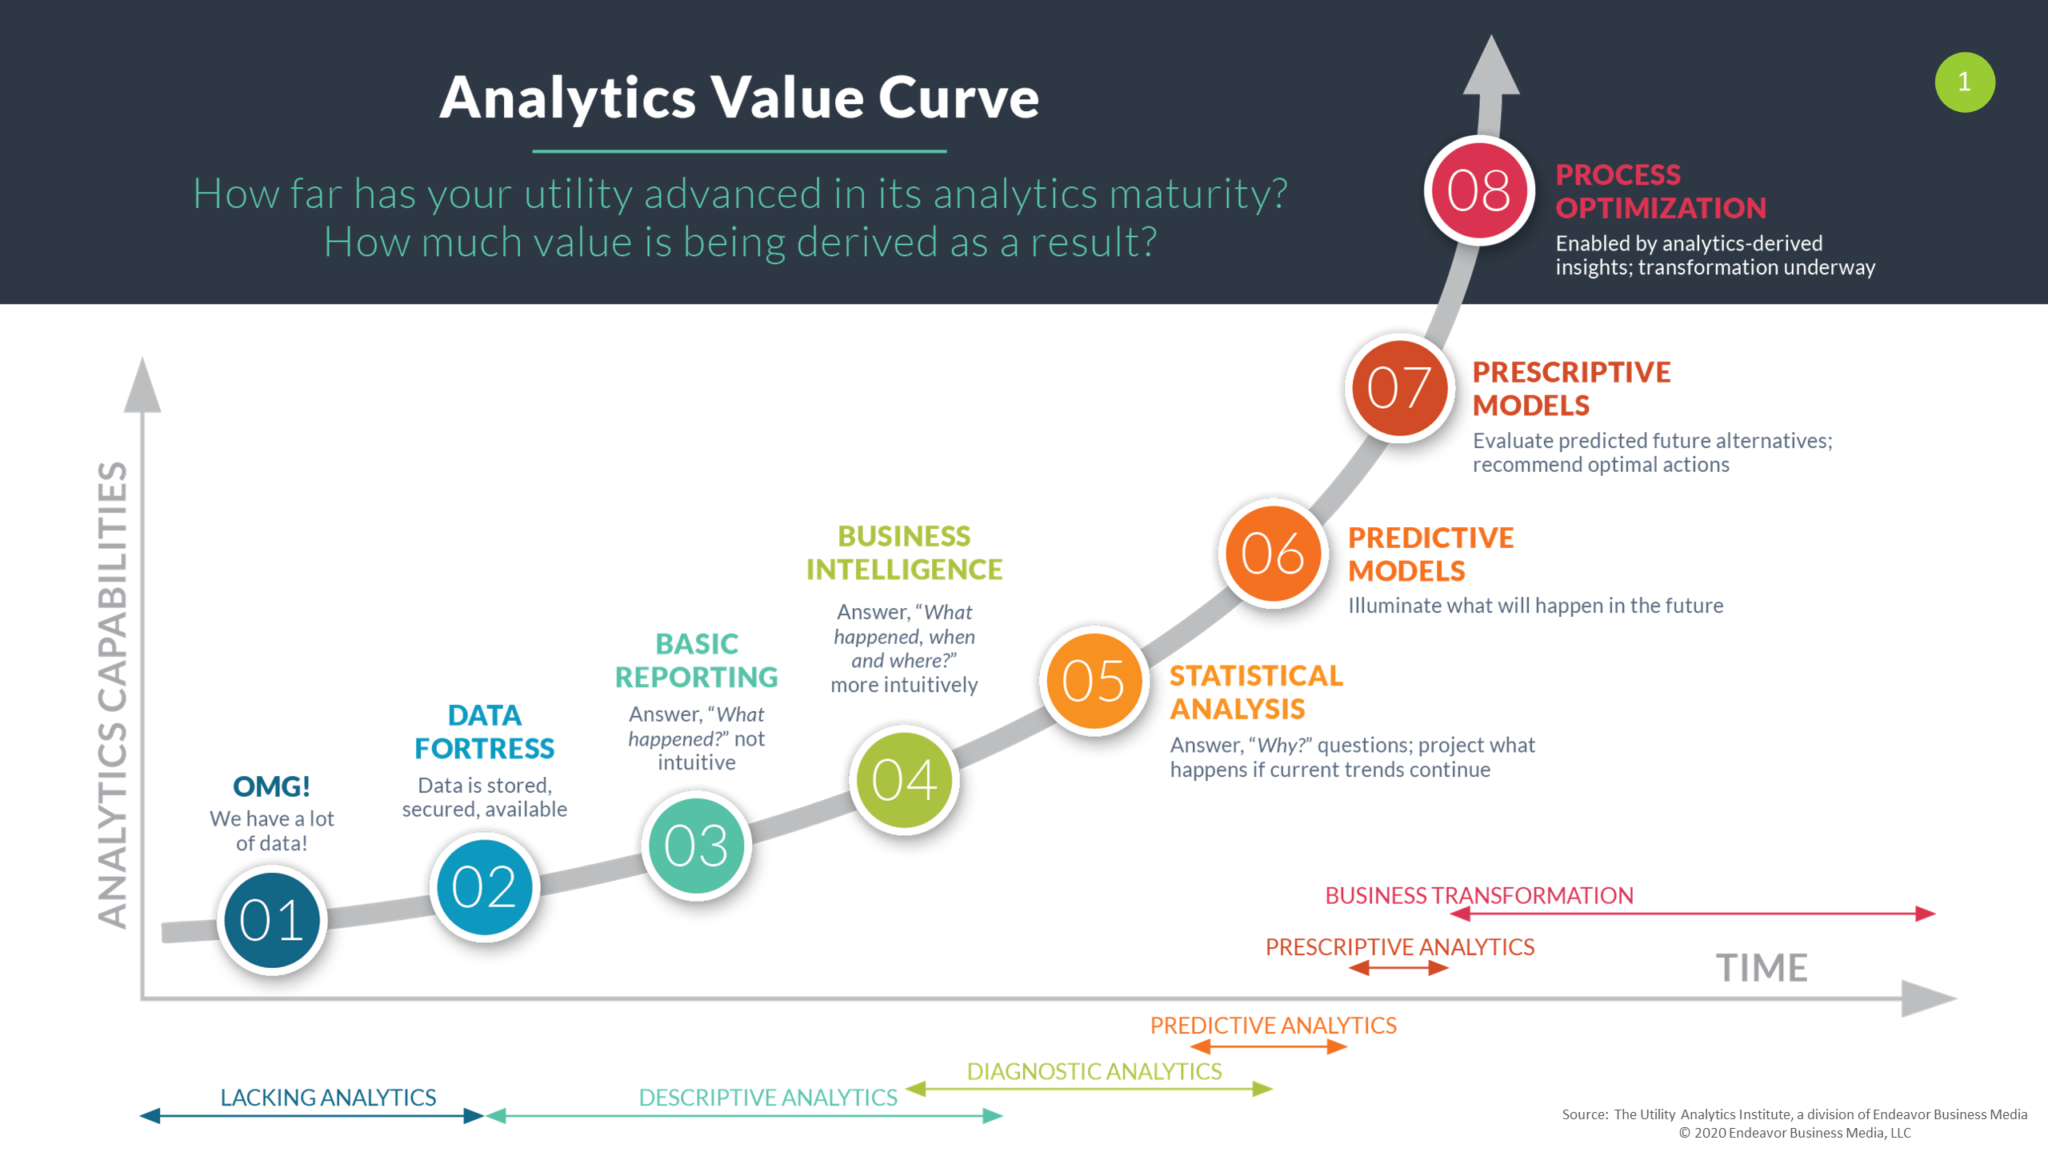 Analytics Value Curve
1
How far has your utility advanced in its analytics maturity?
How much value is being derived as a result?
08
PROCESS
OPTIMIZATION
Enabled by analytics-derived
insights; transformation underway
07
PRESCRIPTIVE
MODELS
Evaluate predicted future alternatives;
recommend optimal actions
06
PREDICTIVE
MODELS
Illuminate what will happen in the future
05
STATISTICAL
ANALYSIS
Answer, “Why?” questions; project what
happens if current trends continue
BUSINESS
INTELLIGENCE
Answer, “What
happened, when
and where?”
more intuitively
04
BASIC
REPORTING
Answer, “What
happened?” not
intuitive
03
DATA
FORTRESS
Data is stored,
secured, available
02
OMG!
We have a lot
of data!
01
ANALYTICS CAPABILITIES
BUSINESS TRANSFORMATION
PRESCRIPTIVE ANALYTICS
TIME
PREDICTIVE ANALYTICS
DIAGNOSTIC ANALYTICS
LACKING ANALYTICS
DESCRIPTIVE ANALYTICS
Source: The Utility Analytics Institute, a division of Endeavor Business Media
© 2020 Endeavor Business Media, LLC